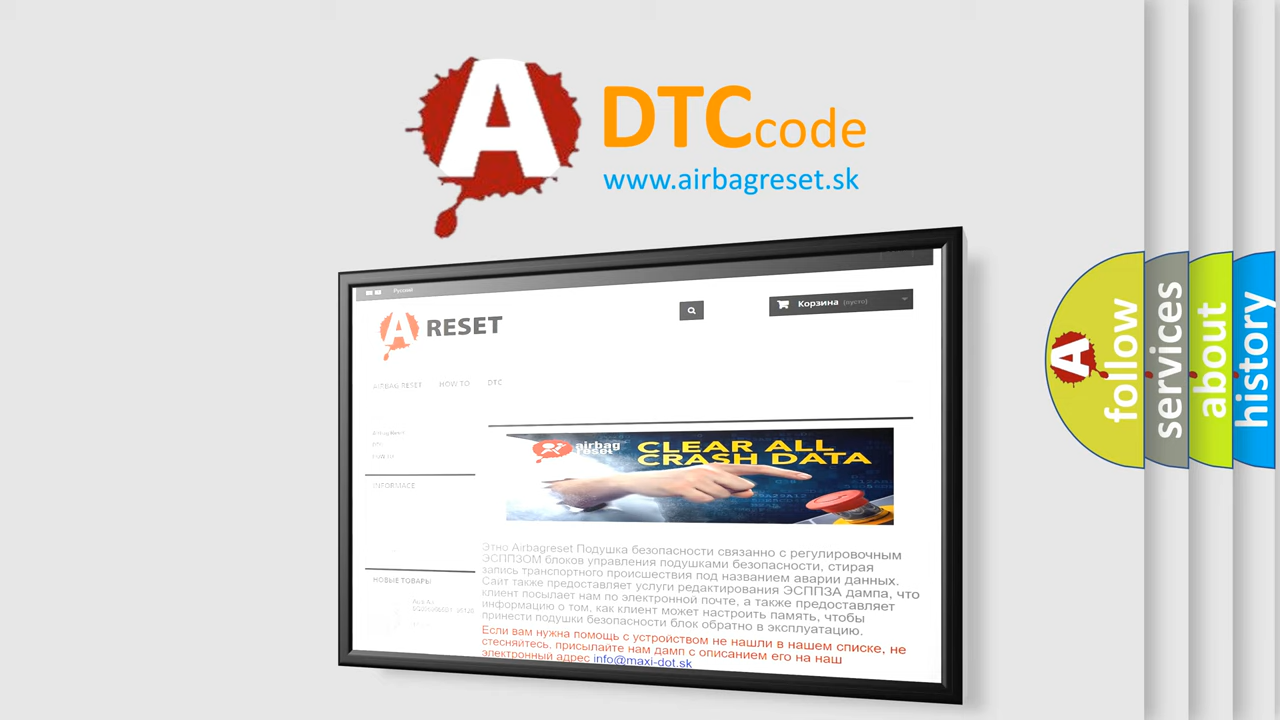 A
DTCcode
www.airbagreset.sk
Русский
A RESET
Корзина (пусто)
AIRBAG RESET HOW TO DTC
INFORMACE
airbag
reset
CLEAR ALL
CRASH DATA
Этно Airbagreset Подушка безопасности связанно с регулировочным
ЭСППЗОМ блоков управления подушками безопасности, стирая
запись транспортного происшествия под названием аварии данных.
Сайт также предоставляет услуги редактирования ЭСППЗА дампа, что
клиент посылает нам по электронной почте, а также предоставляет
информацию о том, как клиент может настроить память, чтобы
принести подушки безопасности блок обратно в эксплуатацию.
Если вам нужна помощь с устройством не нашли в нашем списке, не
стесняйтесь, присылайте нам дамп с описанием его на наш
электронный адрес info@maxi-dot.sk
НОВЫЕ ТОВАРЫ
A
follow
services
about
history